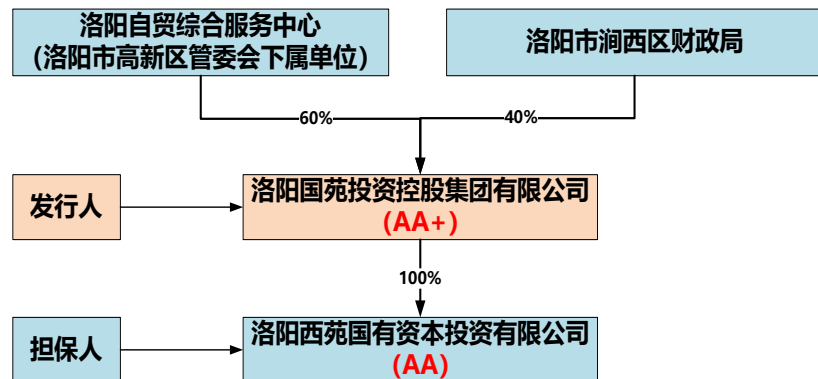 洛阳自贸综合服务中心
（洛阳市高新区管委会下属单位）
洛阳市涧西区财政局
60%
40%
发行人
洛阳国苑投资控股集团有限公司
（AA+）
100%
担保人
洛阳西苑国有资本投资有限公司
（AA）